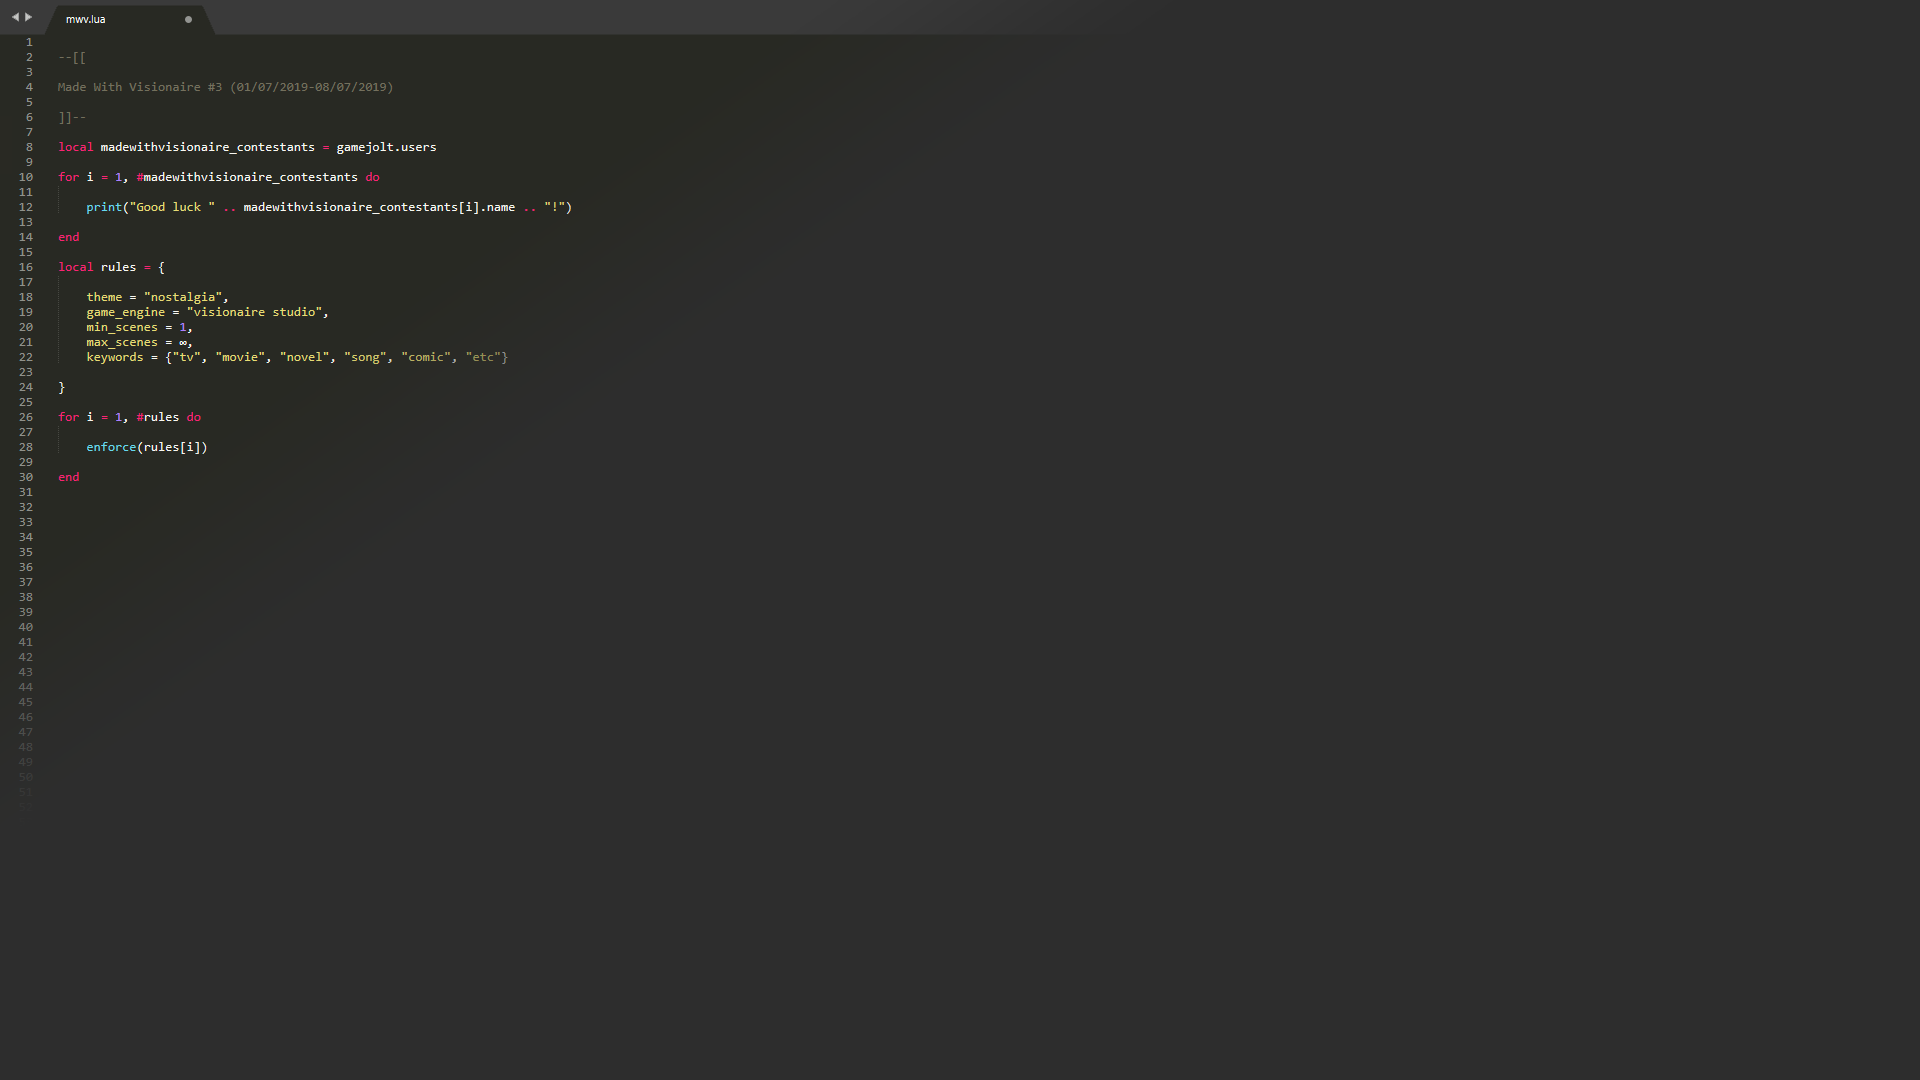 mwv.lua
1
2 --[[
3
4 Made With Visionaire #3 (01/07/2019-08/07/2019)
5
6 ]]--
7
8 local madewithvisionaire_contestants = gamejolt.users
9
10 for i = 1, #madewithvisionaire_contestants do
11
12 print("Good luck " .. madewithvisionaire_contestants[i].name .. "!")
13
14 end
15
16 local rules = {
17
18 theme = "nostalgia",
19 game_engine = "visionaire studio",
20 min_scenes = 1,
21 max_scenes = ∞,
22 keywords = {"tv", "movie", "novel", "song", "comic", "etc"}
23
24 }
25
26 for i = 1, #rules do
27
28 enforce(rules[i])
29
30 end
31
32
33
34
35
36
37
38
39
40
41
42
43
44
45
46
47
48
49
50
51